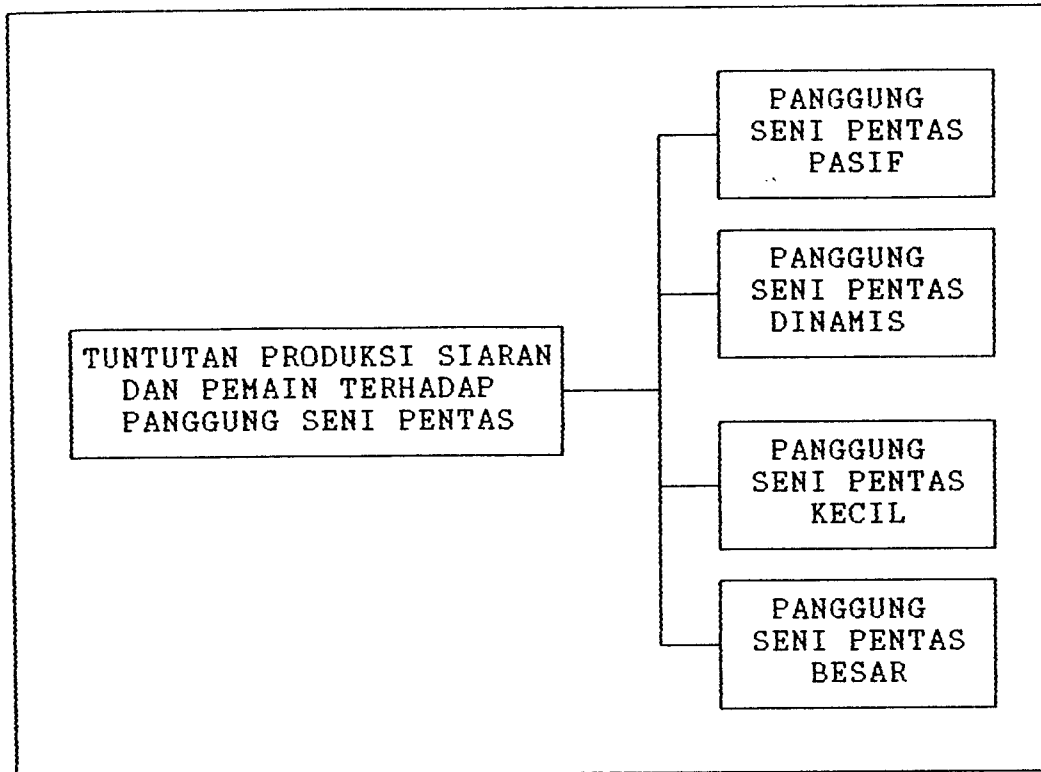 PANGGUNG
SENI PENTAS
PASIF
PANGGUNG
SENI PENTAS
DINAMIS
TUNTUTAN PRODUKSI SIARAN
DAN PEMAIN TERHADAP
PANGGUNG SENI PENTAS
PANGGUNG
SENI PENTAS
KECIL
PANGGUNG
SENI PENTAS
BESAR